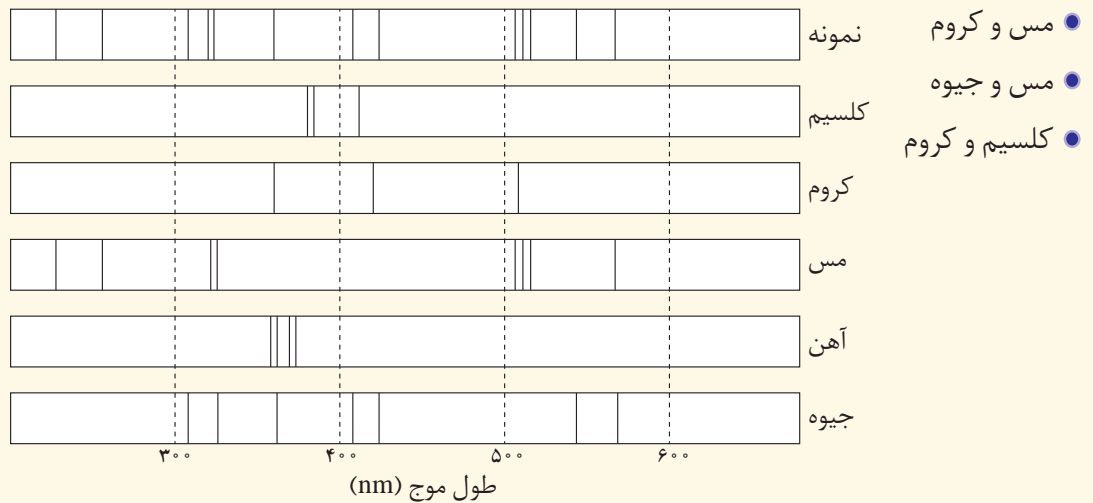 مس و کروم
مس و جیوه
کلسیم و کروم
نمونه
کلسیم
کروم
مس
آهن
جیوه
۳۰۰ ۴۰۰ ۵۰۰ ۶۰۰
طول موج (nm)